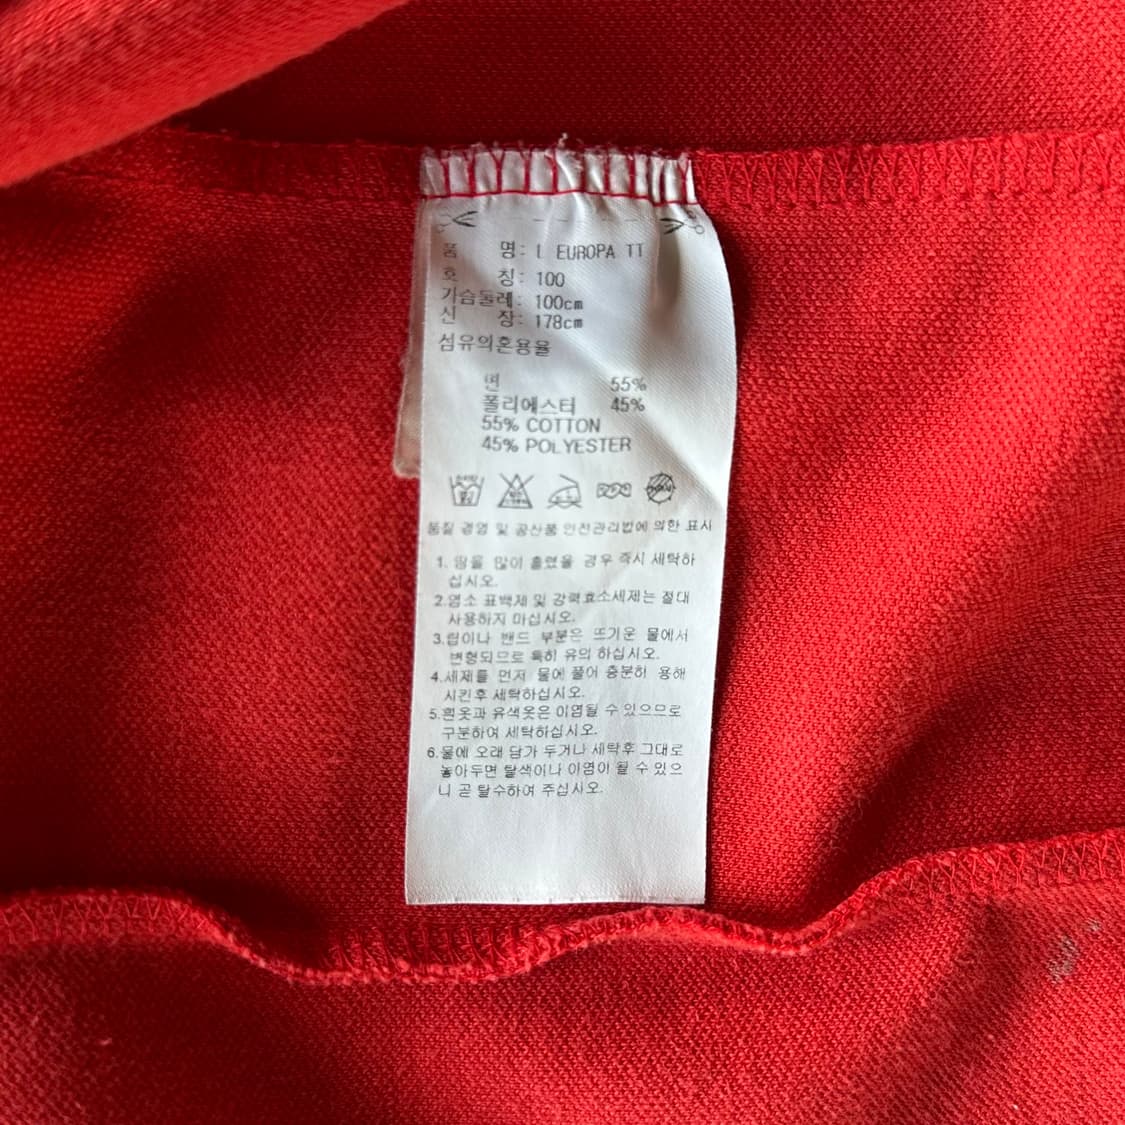 품 명: L EUROPA TT
호 칭: 100
가슴둘레: 100cm
신 장: 178cm
섬유의혼용율
면 55%
폴리에스터 45%
55% COTTON
45% POLYESTER
품질 경영 및 공산품 안전관리법에 의한 표시
1. 땀을 많이 흘렸을 경우 즉시 세탁하
십시오.
2.염소 표백제 및 강력효소세제는 절대
사용하지 마십시오.
3.립이나 밴드 부분은 뜨거운 물에서
변형되므로 특히 유의 하십시오.
4.세제를 먼저 물에 풀어 충분히 용해
시킨후 세탁하십시오.
5.흰옷과 유색옷은 이염될 수 있으므로
구분하여 세탁하십시오.
6.물에 오래 담가 두거나 세탁후 그대로
놓아두면 탈색이나 이염이 될 수 있으
니 곧 탈수하여 주십시오.